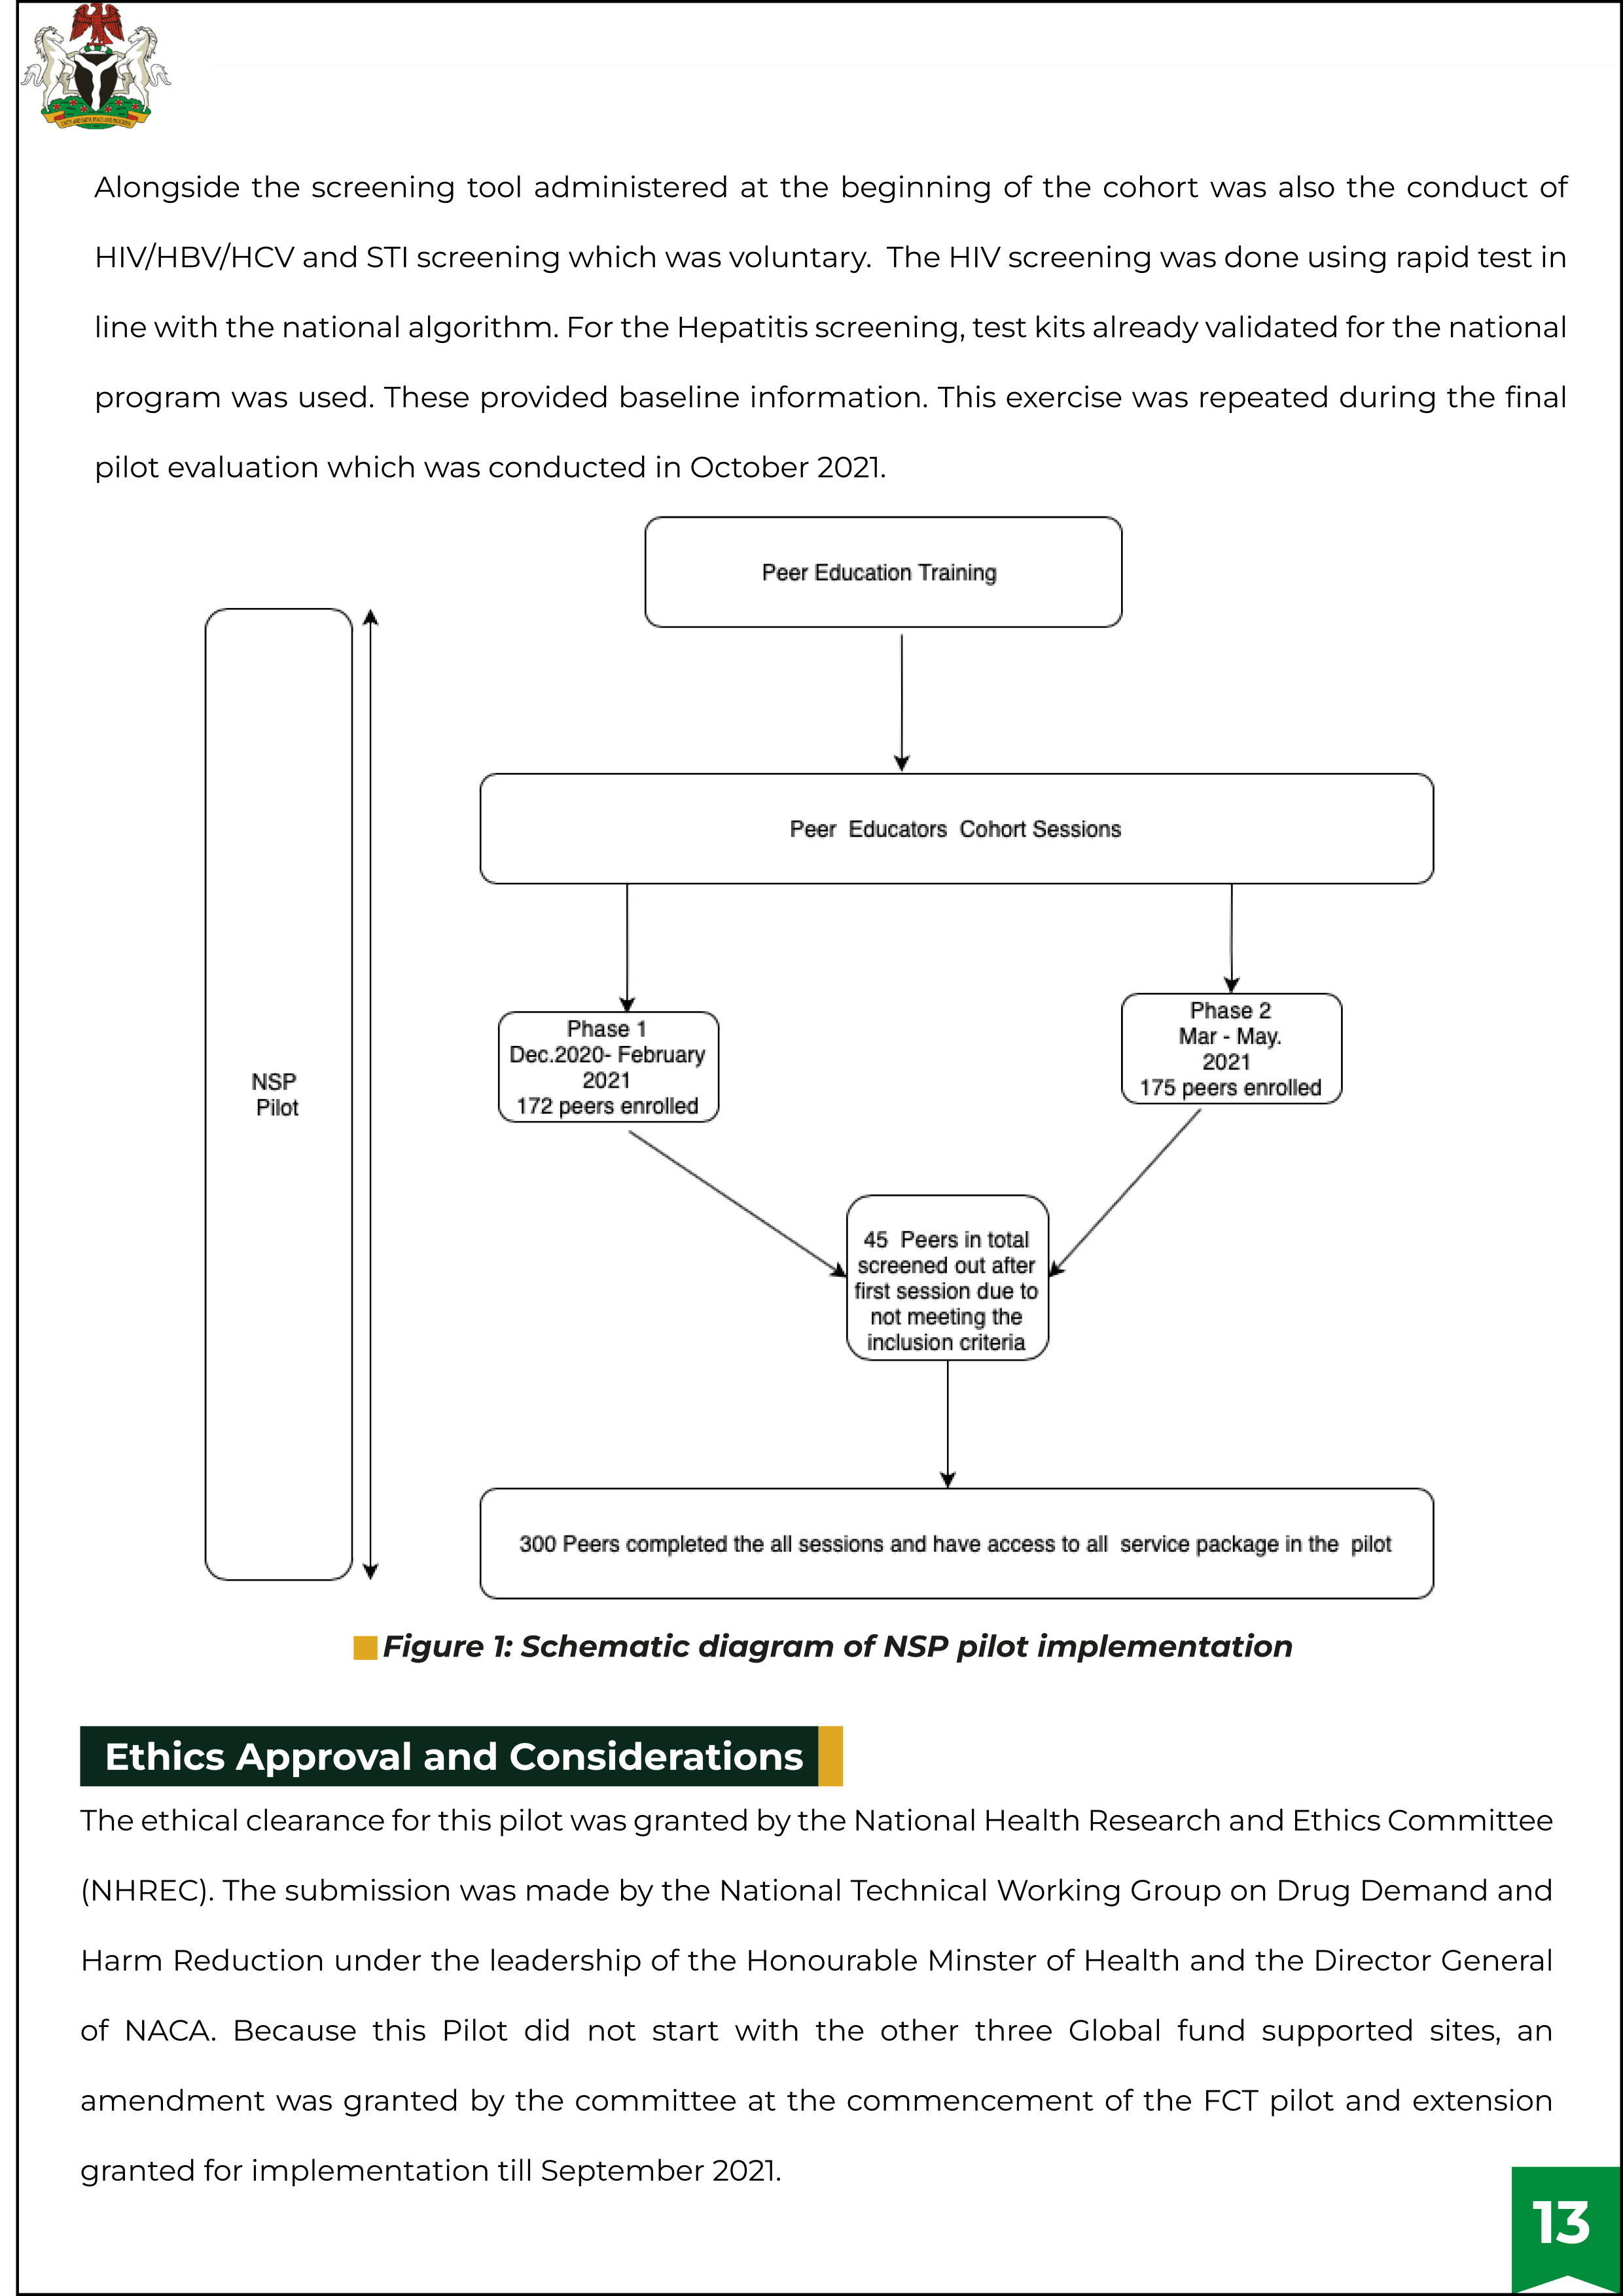 UNITY AND FAITH, PEACE AND PROGRESS
Alongside the screening tool administered at the beginning of the cohort was also the conduct of
HIV/HBV/HCV and STI screening which was voluntary. The HIV screening was done using rapid test in
line with the national algorithm. For the Hepatitis screening, test kits already validated for the national
program was used. These provided baseline information. This exercise was repeated during the final
pilot evaluation which was conducted in October 2021.
Peer Education Training
Peer Educators Cohort Sessions
NSP
Pilot
Phase 1
Dec.2020- February
2021
172 peers enrolled
Phase 2
Mar - May.
2021
175 peers enrolled
45 Peers in total
screened out after
first session due to
not meeting the
inclusion criteria
300 Peers completed the all sessions and have access to all service package in the pilot
Figure 1: Schematic diagram of NSP pilot implementation
Ethics Approval and Considerations
The ethical clearance for this pilot was granted by the National Health Research and Ethics Committee
(NHREC). The submission was made by the National Technical Working Group on Drug Demand and
Harm Reduction under the leadership of the Honourable Minster of Health and the Director General
of NACA. Because this Pilot did not start with the other three Global fund supported sites, an
amendment was granted by the committee at the commencement of the FCT pilot and extension
granted for implementation till September 2021.
13